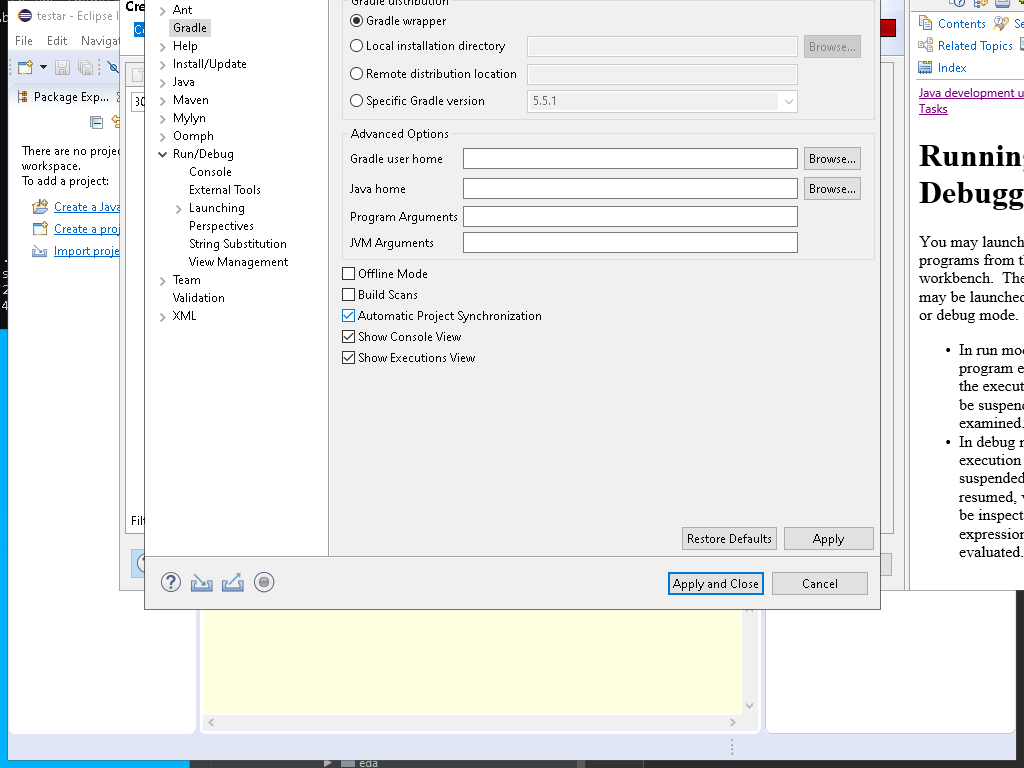 testar - Eclipse I
File Edit Navigat
Package Exp...
There are no proje
workspace.
To add a project:
Create a Java
Create a proj
Import proje
Cre
Filt
Ant
Gradle
Help
Install/Update
Java
Maven
Mylyn
Oomph
Run/Debug
Console
External Tools
Launching
Perspectives
String Substitution
View Management
Team
Validation
XML
Gradle distribution
Gradle wrapper
Local installation directory
Browse...
Remote distribution location
Specific Gradle version
5.5.1
Advanced Options
Gradle user home
Browse...
Java home
Browse...
Program Arguments
JVM Arguments
Offline Mode
Build Scans
Automatic Project Synchronization
Show Console View
Show Executions View
Restore Defaults
Apply
Apply and Close
Cancel
Contents
Se
Related Topics
Index
Java development u
Tasks
Running
Debugg
You may launch
programs from th
workbench. The
may be launched
or debug mode.
• In run mod
program e
the execut
be suspend
examined.
• In debug m
execution
suspended
resumed, v
be inspect
expression
evaluated.
eda